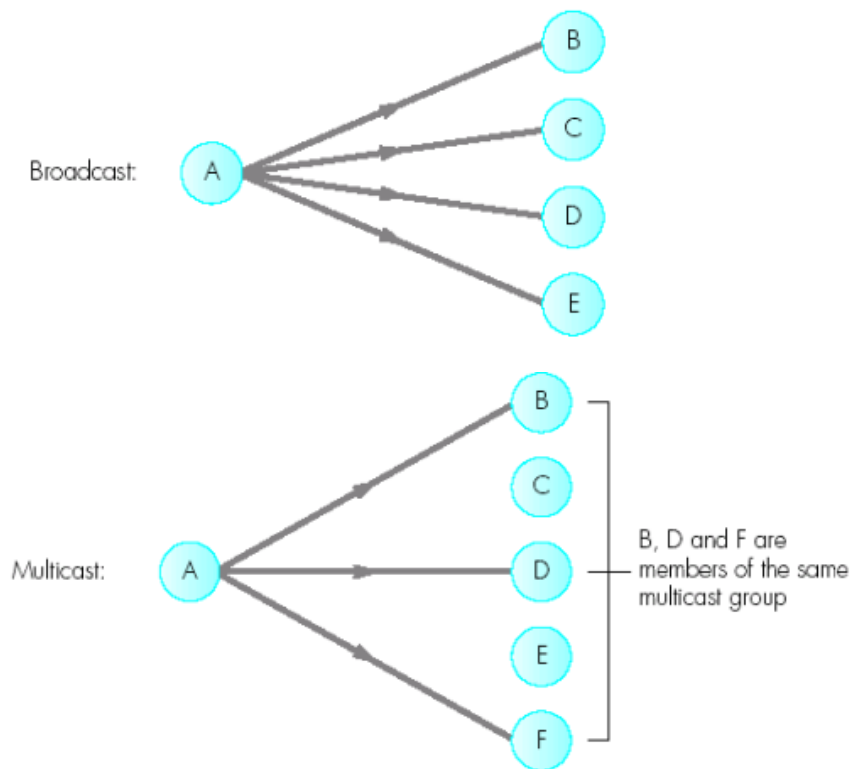 B
C
Broadcast:
A
D
E
B
C
Multicast:
A
D
B, D and F are
members of the same
multicast group
E
F